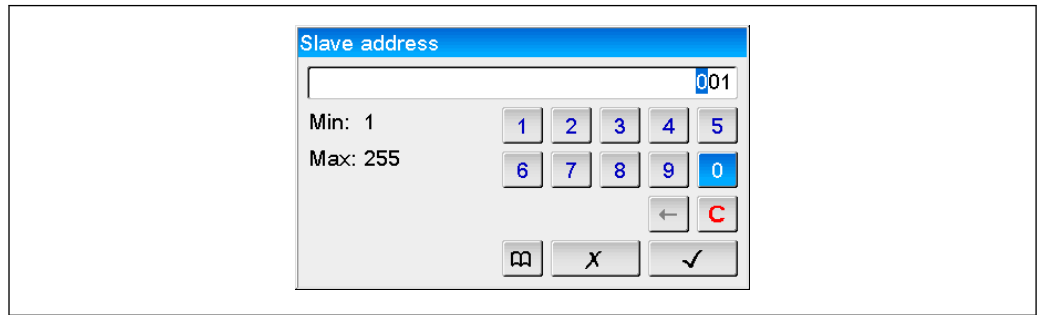 Slave address
001
Min: 1
1 2 3 4 5
Max: 255
6 7 8 9 0
← C
X ✓